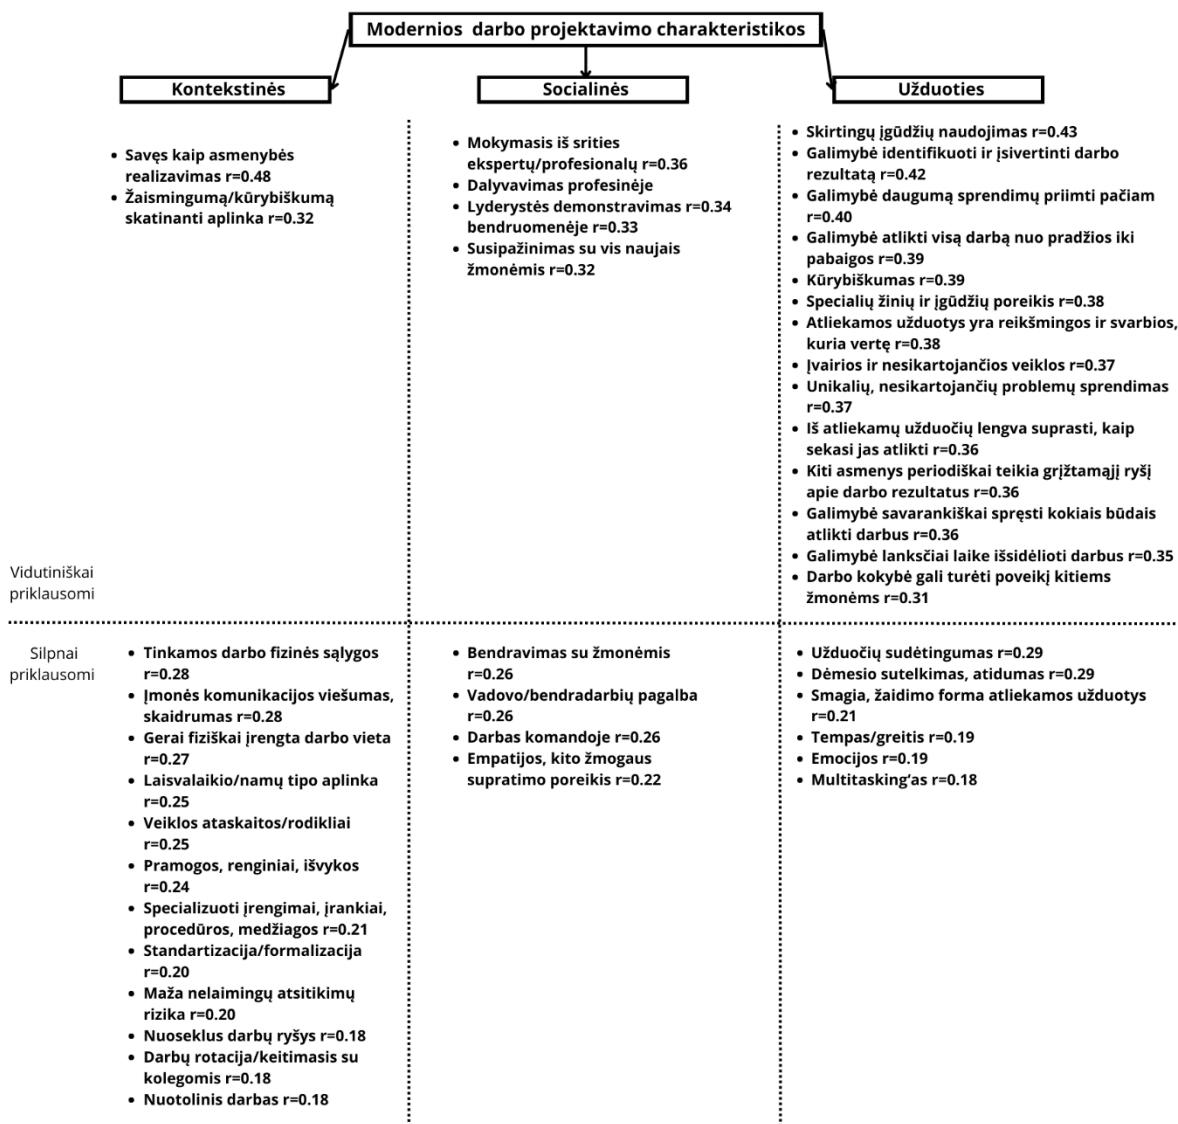 Modernios darbo projektavimo charakteristikos
Kontekstinės
Socialinės
Užduoties
• Savęs kaip asmenybės
realizavimas r=0.48
• Žaismingumą/kūrybiškumą
skatinanti aplinka r=0.32
• Mokymasis iš srities
ekspertų/profesionalų r=0.36
• Dalyvavimas profesinėje
• Lyderystės demonstravimas r=0.34
bendruomenėje r=0.33
• Susipažinimas su vis naujais
žmonėmis r=0.32
• Skirtingų įgūdžių naudojimas r=0.43
• Galimybė identifikuoti ir įsivertinti darbo
rezultatą r=0.42
• Galimybė daugumą sprendimų priimti pačiam
r=0.40
• Galimybė atlikti visą darbą nuo pradžios iki
pabaigos r=0.39
• Kūrybiškumas r=0.39
• Specialių žinių ir įgūdžių poreikis r=0.38
• Atliekamos užduotys yra reikšmingos ir svarbios,
kuria vertę r=0.38
• Įvairios ir nesikartojančios veiklos r=0.37
• Unikalių, nesikartojančių problemų sprendimas
r=0.37
• Iš atliekamų užduočių lengva suprasti, kaip
sekasi jas atlikti r=0.36
• Kiti asmenys periodiškai teikia grįžtamąjį ryšį
apie darbo rezultatus r=0.36
• Galimybė savarankiškai spręsti kokiais būdais
atlikti darbus r=0.36
• Galimybė lanksčiai laike išsidėlioti darbus r=0.35
• Darbo kokybė gali turėti poveikį kitiems
žmonėms r=0.31
Vidutiniškai
priklausomi
Silpnai
priklausomi
• Tinkamos darbo fizinės sąlygos
r=0.28
• Įmonės komunikacijos viešumas,
skaidrumas r=0.28
• Gerai fiziškai įrengta darbo vieta
r=0.27
• Laisvalaikio/namų tipo aplinka
r=0.25
• Veiklos ataskaitos/rodikliai
r=0.25
• Pramogos, renginiai, išvykos
r=0.24
• Specializuoti įrengimai, įrankiai,
procedūros, medžiagos r=0.21
• Standartizacija/formalizacija
r=0.20
• Maža nelaimingų atsitikimų
rizika r=0.20
• Nuoseklus darbų ryšys r=0.18
• Darbų rotacija/keitimasis su
kolegomis r=0.18
• Nuotolinis darbas r=0.18
• Bendravimas su žmonėmis
r=0.26
• Vadovo/bendradarbių pagalba
r=0.26
• Darbas komandoje r=0.26
• Empatijos, kito žmogaus
supratimo poreikis r=0.22
• Užduočių sudėtingumas r=0.29
• Dėmesio sutelkimas, atidumas r=0.29
• Smagia, žaidimo forma atliekamos užduotys
r=0.21
• Tempas/greitis r=0.19
• Emocijos r=0.19
• Multitasking‘as r=0.18